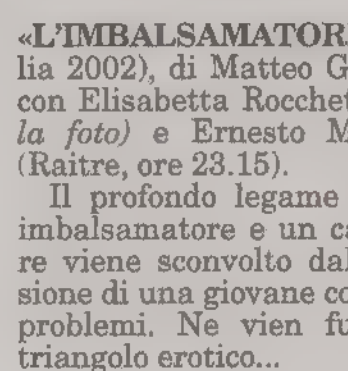 «L'IMBALSAMATOR
lia 2002), di Matteo G
con Elisabetta Rocchet
la foto) e Ernesto M
(Raitre, ore 23.15).
Il profondo legame
imbalsamatore e un ca
re viene sconvolto dal
sione di una giovane co
problemi. Ne vien fu
triangolo erotico...